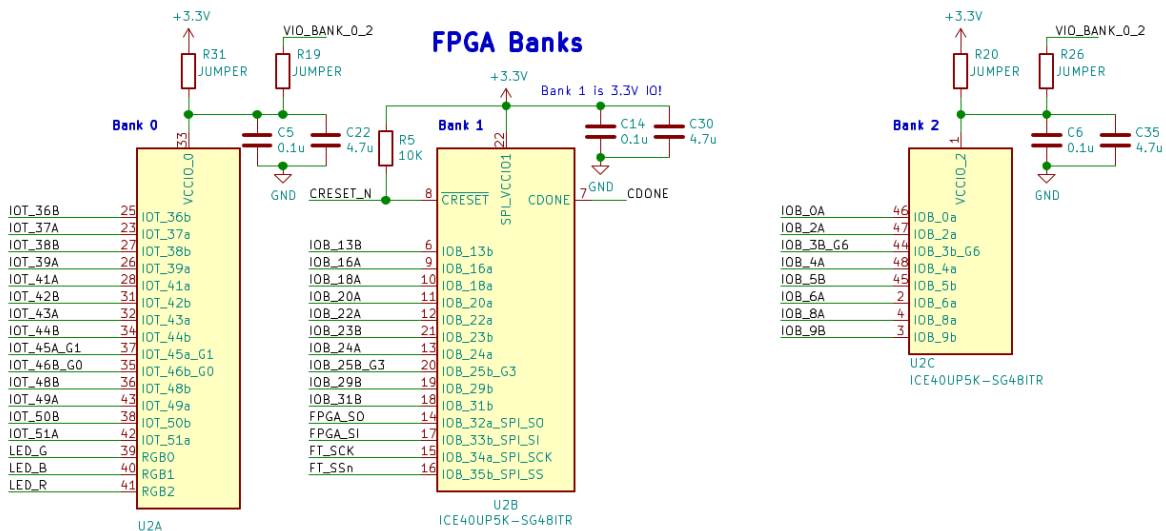 FPGA Banks
+3.3V
VIO_BANK_0_2
R31
JUMPER
R19
JUMPER
Bank 0
C5
0.1u
C22
4.7u
GND
33
VCCIO_0
IOT_36B 25 IOT_36b
IOT_37A 23 IOT_37a
IOT_38B 27 IOT_38b
IOT_39A 26 IOT_39a
IOT_41A 28 IOT_41a
IOT_42B 31 IOT_42b
IOT_43A 32 IOT_43a
IOT_44B 34 IOT_44b
IOT_45A_G1 37 IOT_45a_G1
IOT_46B_G0 35 IOT_46b_G0
IOT_48B 36 IOT_48b
IOT_49A 43 IOT_49a
IOT_50B 38 IOT_50b
IOT_51A 42 IOT_51a
LED_G 39 RGB0
LED_B 40 RGB1
LED_R 41 RGB2
U2A
+3.3V
Bank 1 is 3.3V IO!
Bank 1
R5
10K
C14
0.1u
C30
4.7u
GND
22
SPI_VCCIO1
CRESET_N 8 CRESET
CDONE 7 CDONE
IOB_13B 6 IOB_13b
IOB_16A 9 IOB_16a
IOB_18A 10 IOB_18a
IOB_20A 11 IOB_20a
IOB_22A 12 IOB_22a
IOB_23B 21 IOB_23b
IOB_24A 13 IOB_24a
IOB_25B_G3 20 IOB_25b_G3
IOB_29B 19 IOB_29b
IOB_31B 18 IOB_31b
FPGA_SO 14 IOB_32a_SPI_SO
FPGA_SI 17 IOB_33b_SPI_SI
FT_SCK 15 IOB_34a_SPI_SCK
FT_SSn 16 IOB_35b_SPI_SS
U2B
ICE40UP5K-SG48ITR
+3.3V
VIO_BANK_0_2
R20
JUMPER
R26
JUMPER
Bank 2
C6
0.1u
C35
4.7u
GND
1
VCCIO_2
IOB_0A 46 IOB_0a
IOB_2A 47 IOB_2a
IOB_3B_G6 44 IOB_3b_G6
IOB_4A 48 IOB_4a
IOB_5B 45 IOB_5b
IOB_6A 2 IOB_6a
IOB_8A 4 IOB_8a
IOB_9B 3 IOB_9b
U2C
ICE40UP5K-SG48ITR